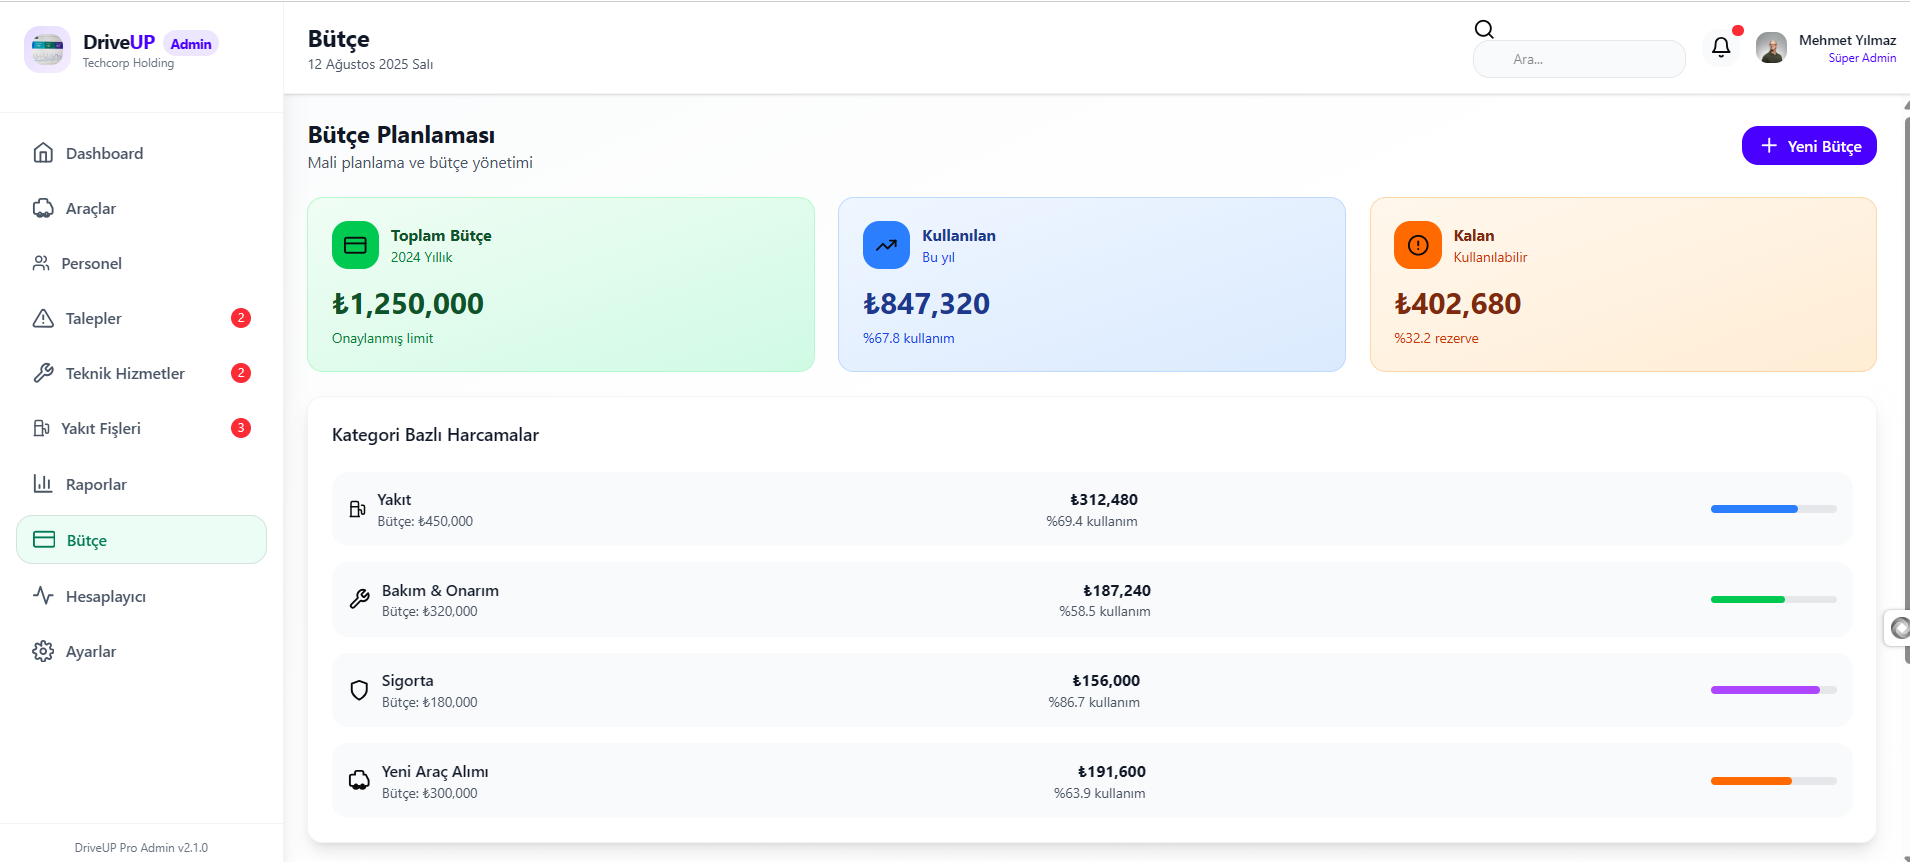 DriveUP Admin
Techcorp Holding
Bütçe
12 Ağustos 2025 Salı
Ara...
Mehmet Yılmaz
Süper Admin
Dashboard
Araçlar
Personel
Talepler 2
Teknik Hizmetler 2
Yakıt Fişleri 3
Raporlar
Bütçe
Hesaplayıcı
Ayarlar
DriveUP Pro Admin v2.1.0
Bütçe Planlaması
Mali planlama ve bütçe yönetimi
Yeni Bütçe
Toplam Bütçe
2024 Yıllık
₺1,250,000
Onaylanmış limit
Kullanılan
Bu yıl
₺847,320
%67.8 kullanım
Kalan
Kullanılabilir
₺402,680
%32.2 rezerve
Kategori Bazlı Harcamalar
Yakıt
Bütçe: ₺450,000
₺312,480
%69.4 kullanım
Bakım & Onarım
Bütçe: ₺320,000
₺187,240
%58.5 kullanım
Sigorta
Bütçe: ₺180,000
₺156,000
%86.7 kullanım
Yeni Araç Alımı
Bütçe: ₺300,000
₺191,600
%63.9 kullanım